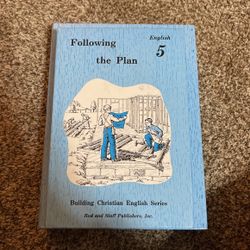 Following
the Plan
English
5
Building Christian English Series
Rod and Staff Publishers, Inc.